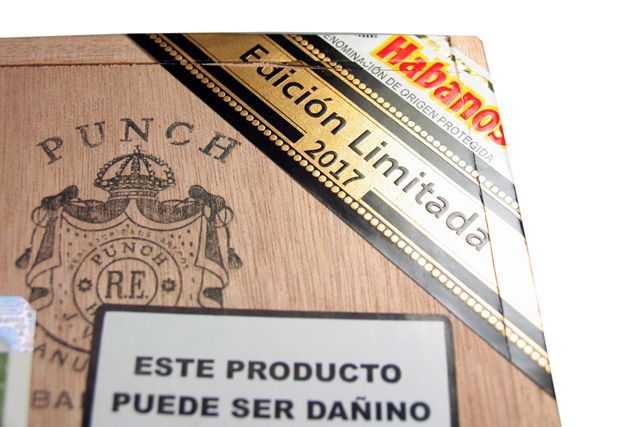 Habanos
DENOMINACIÓN DE ORIGEN PROTEGIDA
Edición Limitada
2017
PUNCH
PUNCH
R.E
ESTE PRODUCTO
PUEDE SER DAÑINO